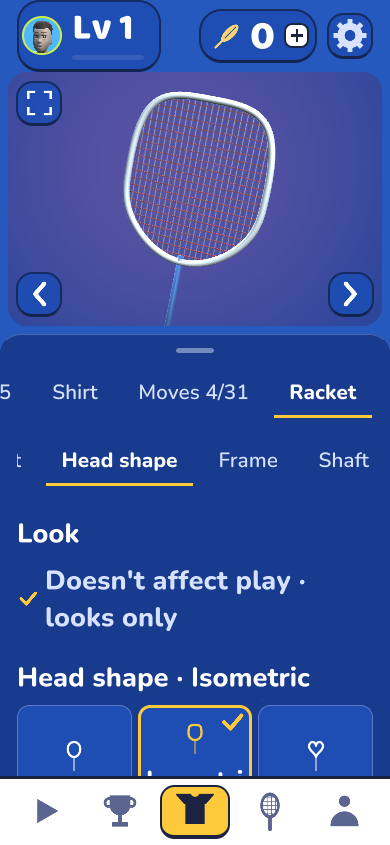 Lv 1
0
5
Shirt
Moves 4/31
Racket
t
Head shape
Frame
Shaft
Look
Doesn't affect play ·
looks only
Head shape · Isometric